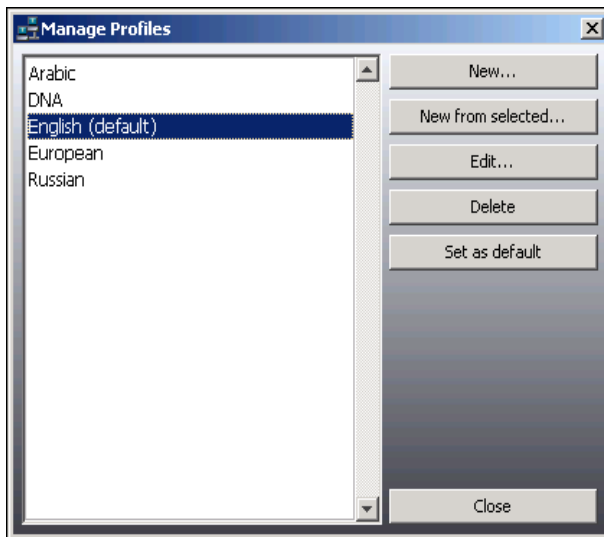 Manage Profiles
Arabic
DNA
English (default)
European
Russian
New...
New from selected...
Edit...
Delete
Set as default
Close